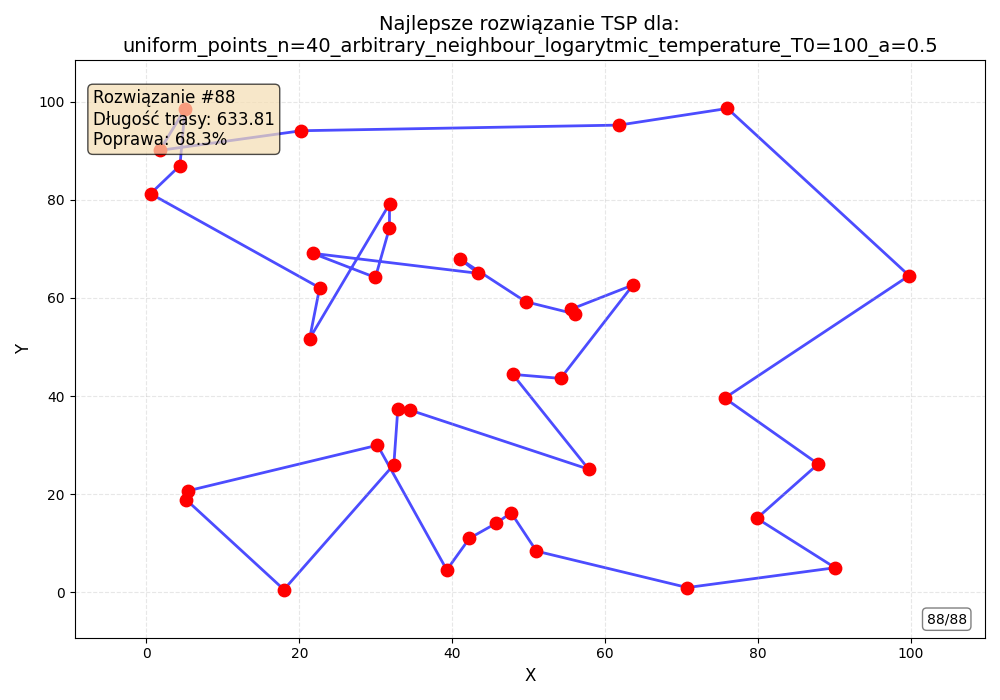 Najlepsze rozwiązanie TSP dla:
uniform_points_n=40_arbitrary_neighbour_logarytmic_temperature_T0=100_a=0.5
Rozwiązanie #88
Długość trasy: 633.81
Poprawa: 68.3%
100
80
60
40
20
0
Y
0 20 40 60 80 100
X
88/88